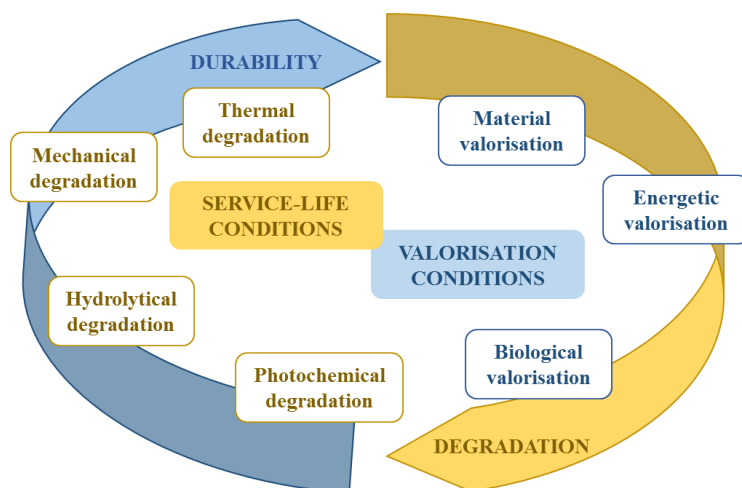 DURABILITY
Thermal
degradation
Mechanical
degradation
SERVICE-LIFE
CONDITIONS
Hydrolytical
degradation
Photochemical
degradation
Material
valorisation
Energetic
valorisation
VALORISATION
CONDITIONS
Biological
valorisation
DEGRADATION